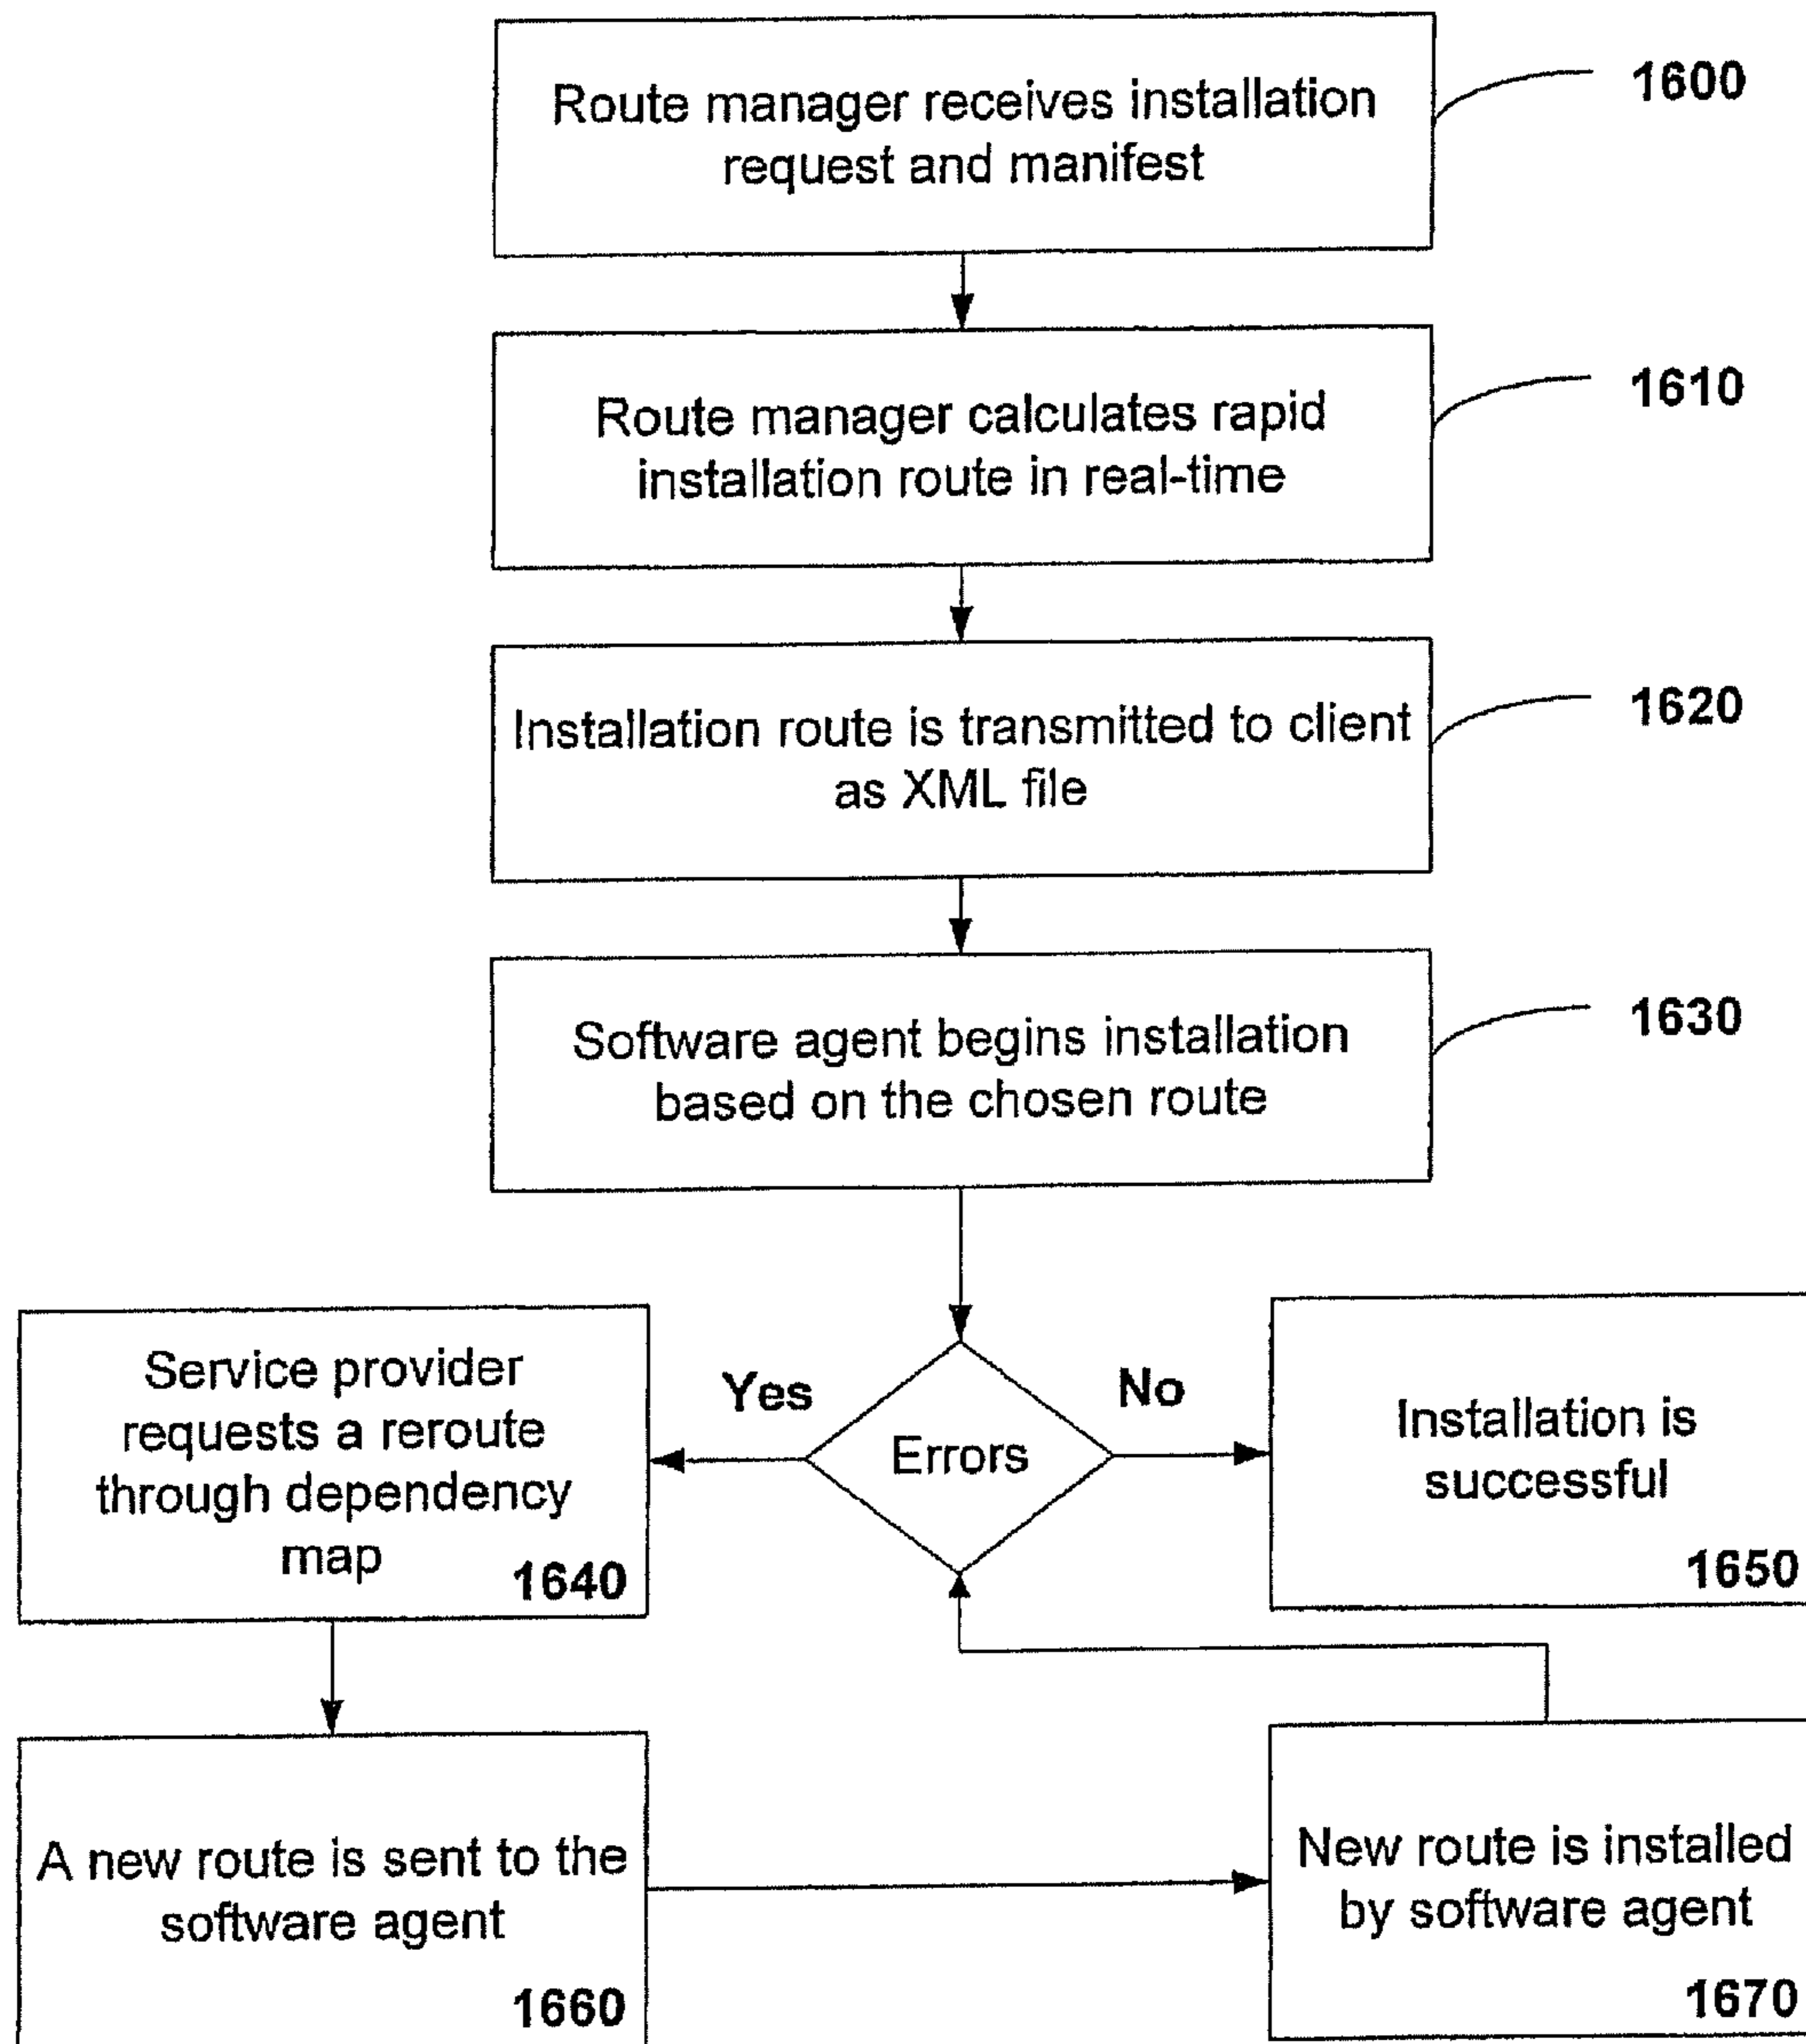 Route manager receives installation
request and manifest
1600
Route manager calculates rapid
installation route in real-time
1610
Installation route is transmitted to client
as XML file
1620
Software agent begins installation
based on the chosen route
1630
Service provider
requests a reroute
through dependency
map
1640
Yes
Errors
No
Installation is
successful
1650
A new route is sent to the
software agent
1660
New route is installed
by software agent
1670